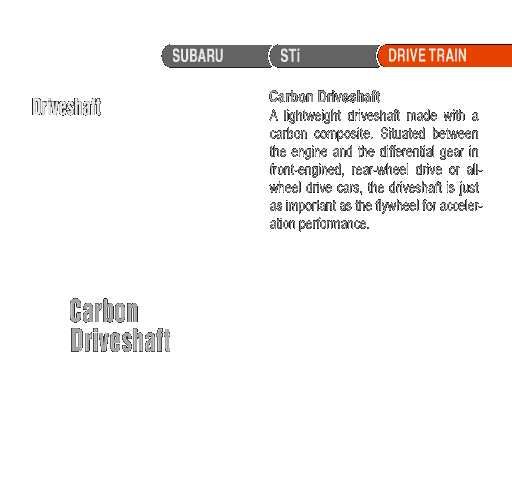 SUBARU STi DRIVE TRAIN
Driveshaft
Carbon Driveshaft
A lightweight driveshaft made with a
carbon composite. Situated between
the engine and the differential gear in
front-engined, rear-wheel drive or all-
wheel drive cars, the driveshaft is just
as important as the flywheel for acceler-
ation performance.
Carbon
Driveshaft